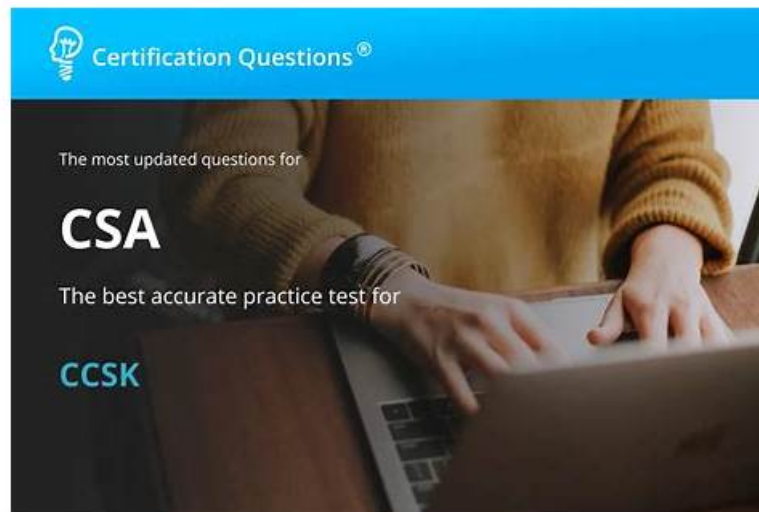 Certification Questions®
The most updated questions for
CSA
The best accurate practice test for
CCSK